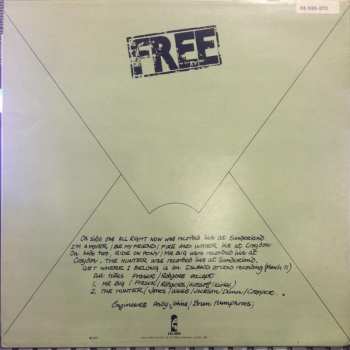 FREE
On side one All Right Now was recorded live at Sunderland
I'm a Mover / Be My Friend / Fire and Water live at Croydon
On side two, Ride on Pony / Mr Big were recorded live at
Croydon. The Hunter was recorded live at Sunderland.
Get Where I Belong is an Island Studio recording (March 71)
All titles Fraser / Rodgers except
1. Mr Big / Fraser / Rodgers / Kossoff / Kirke /
2. The Hunter / Jones / Wells / Jackson / Dunn / Cropper.
Engineered Andy Johns / Brian Humphries.